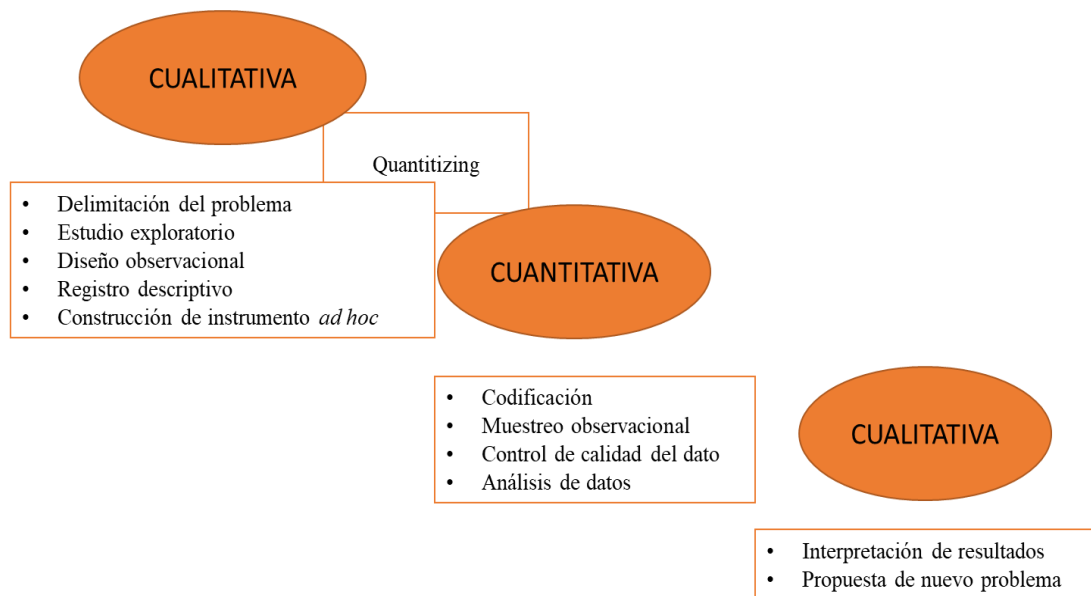 CUALITATIVA
Quantitizing
• Delimitación del problema
• Estudio exploratorio
• Diseño observacional
• Registro descriptivo
• Construcción de instrumento ad hoc
CUANTITATIVA
• Codificación
• Muestreo observacional
• Control de calidad del dato
• Análisis de datos
CUALITATIVA
• Interpretación de resultados
• Propuesta de nuevo problema